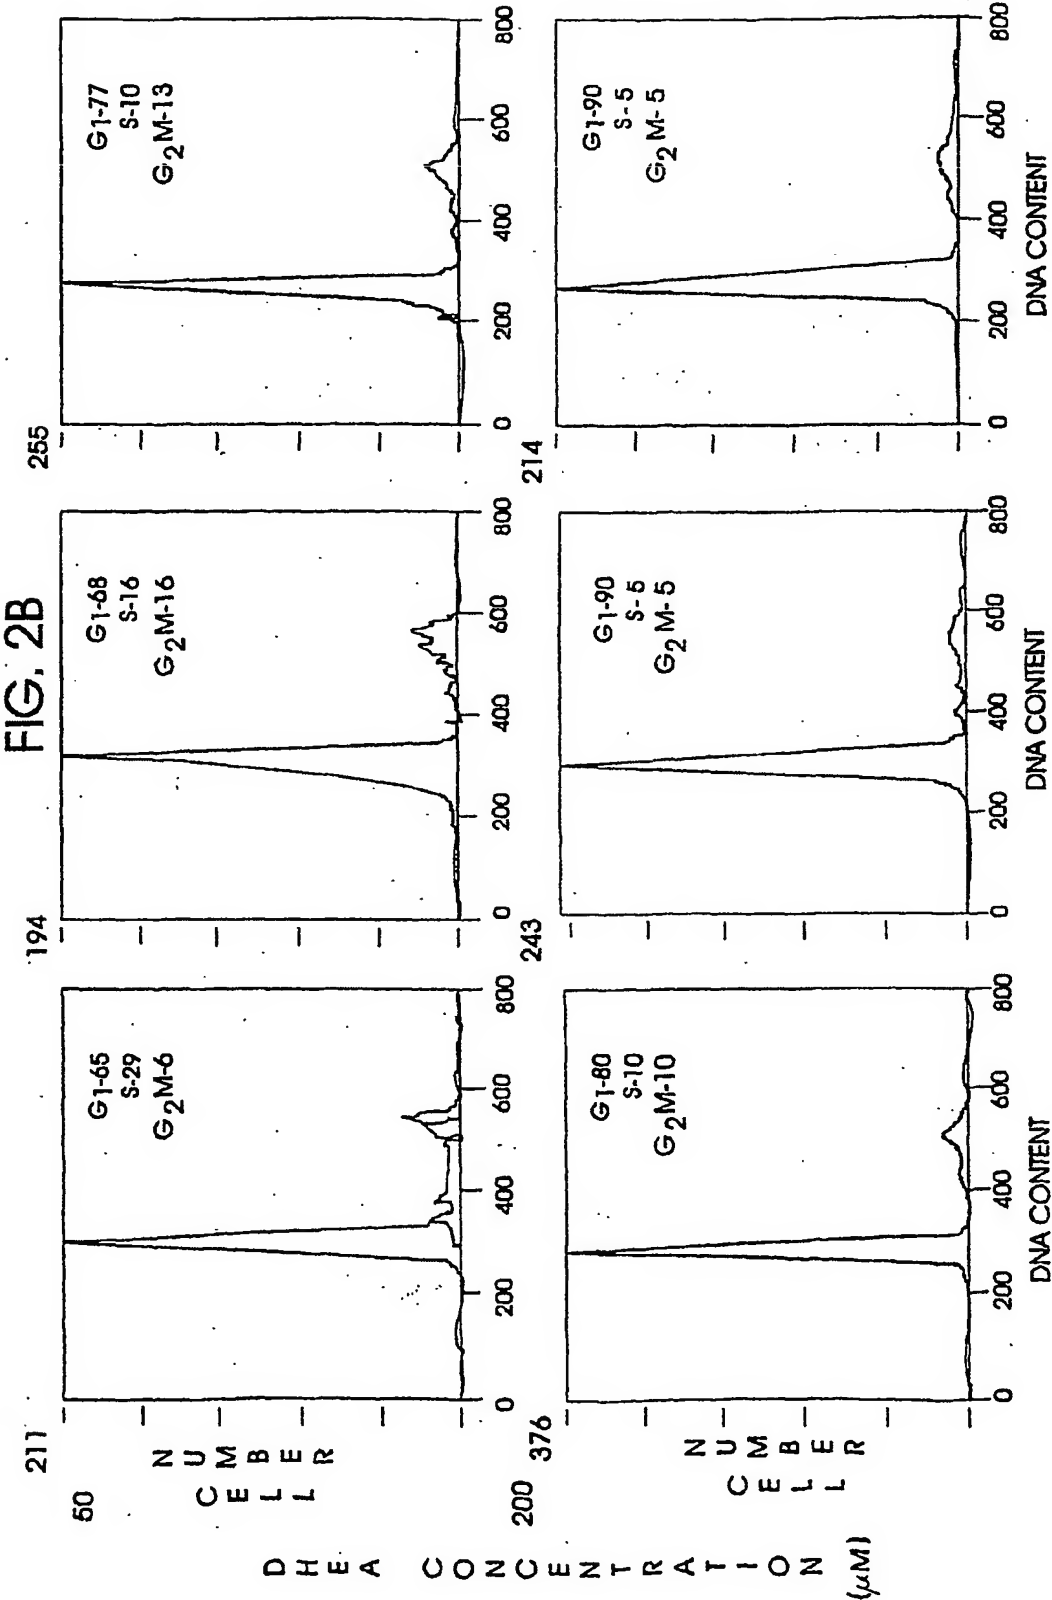 FIG. 2B
DHEA CONCENTRATION
(μM)
50
CELL
NUMBER
211
G1-65
S-29
G2M-6
0 200 400 600 800
194
G1-68
S-16
G2M-16
0 200 400 600 800
255
G1-77
S-10
G2M-13
0 200 400 600 800
200
CELL
NUMBER
376
G1-80
S-10
G2M-10
0 200 400 600 800
DNA CONTENT
243
G1-90
S-5
G2M-5
0 200 400 600 800
DNA CONTENT
214
G1-90
S-5
G2M-5
0 200 400 600 800
DNA CONTENT